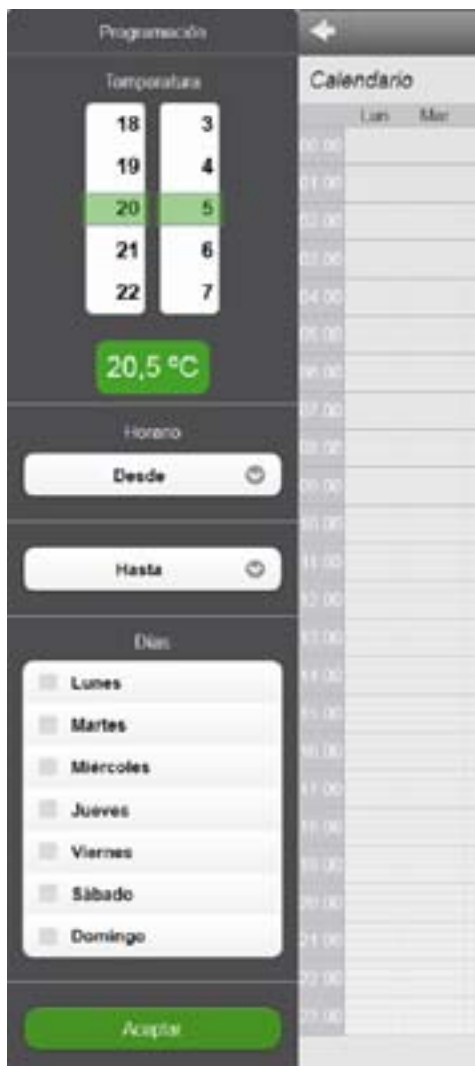 Programación
Temperatura
18 3
19 4
20 5
21 6
22 7
20,5 ºC
Horario
Desde
Hasta
Días
Lunes
Martes
Miércoles
Jueves
Viernes
Sábado
Domingo
Aceptar
Calendario
Lun Mar
00:00
01:00
02:00
03:00
04:00
05:00
06:00
07:00
08:00
09:00
10:00
11:00
12:00
13:00
14:00
15:00
16:00
17:00
18:00
19:00
20:00
21:00
22:00
23:00